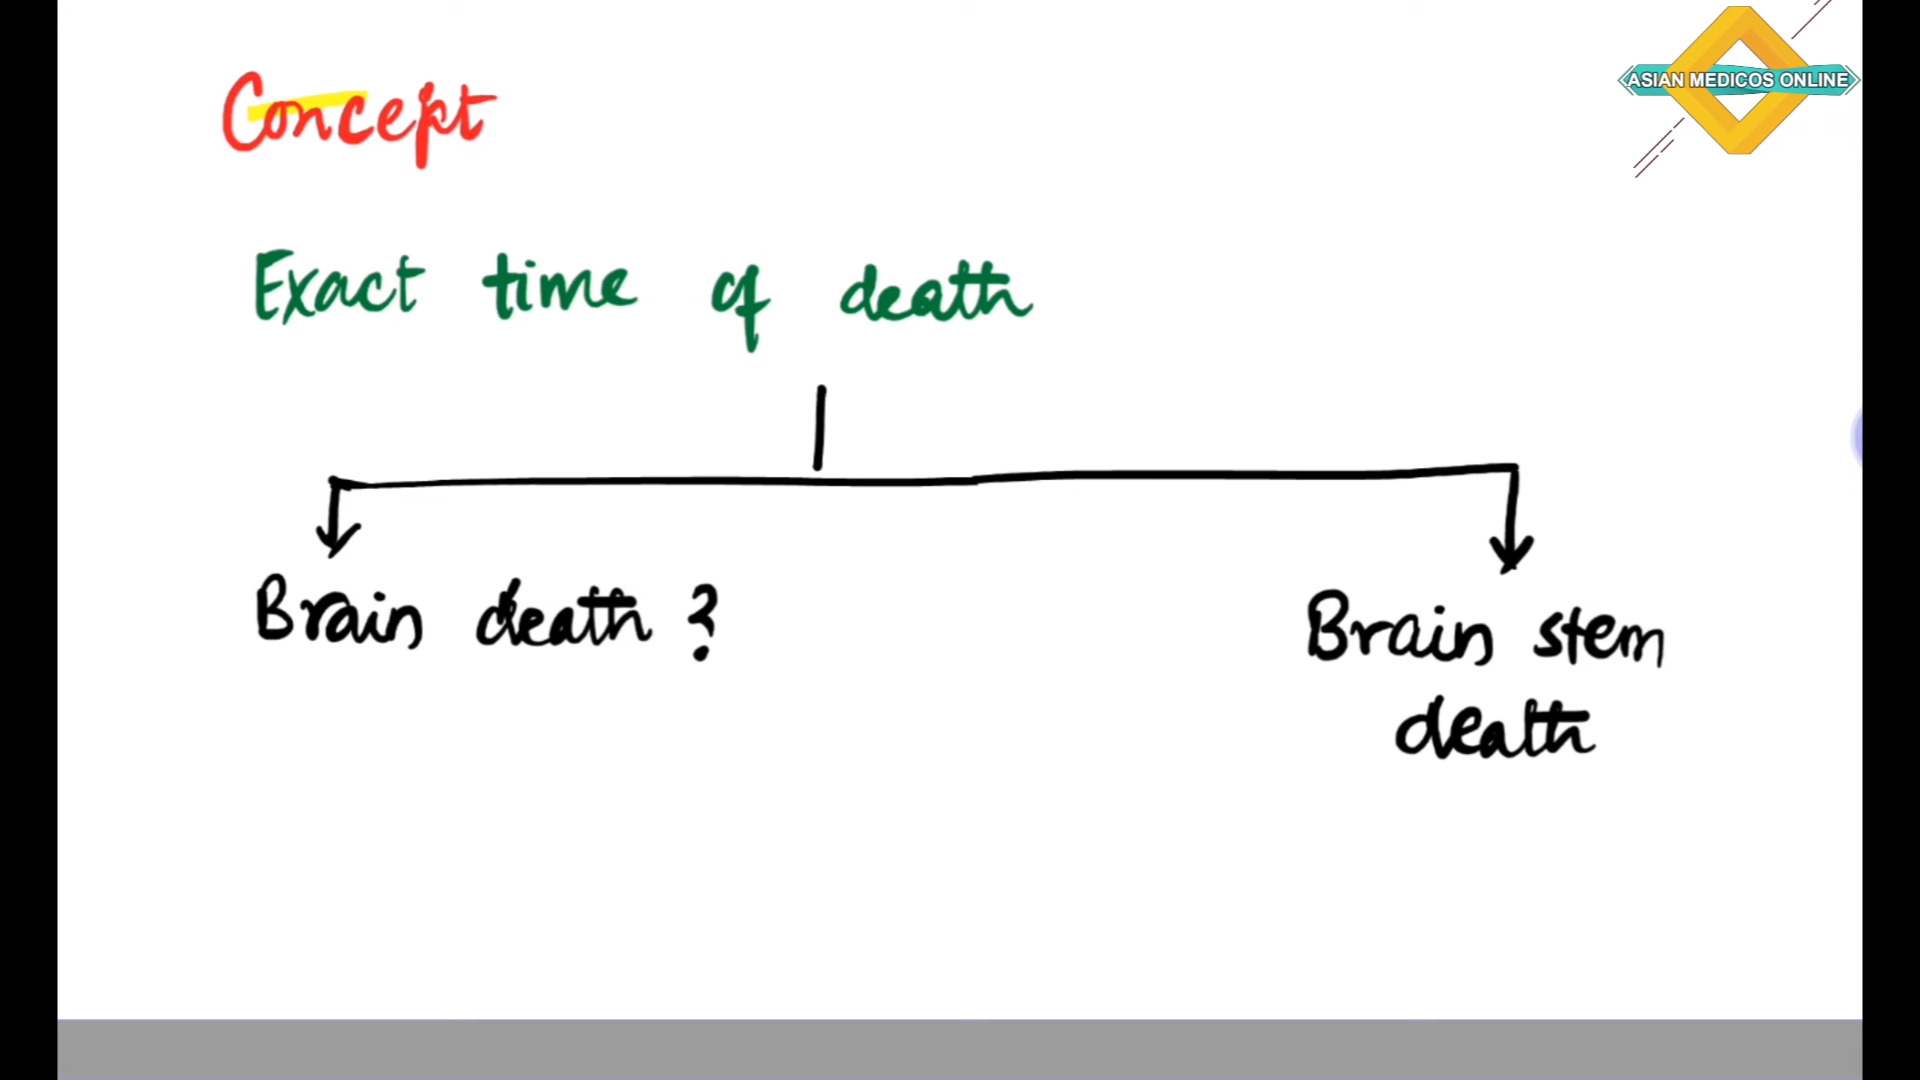 Concept
ASIAN MEDICOS ONLINE
Exact time of death
Brain death ?
Brain stem
death